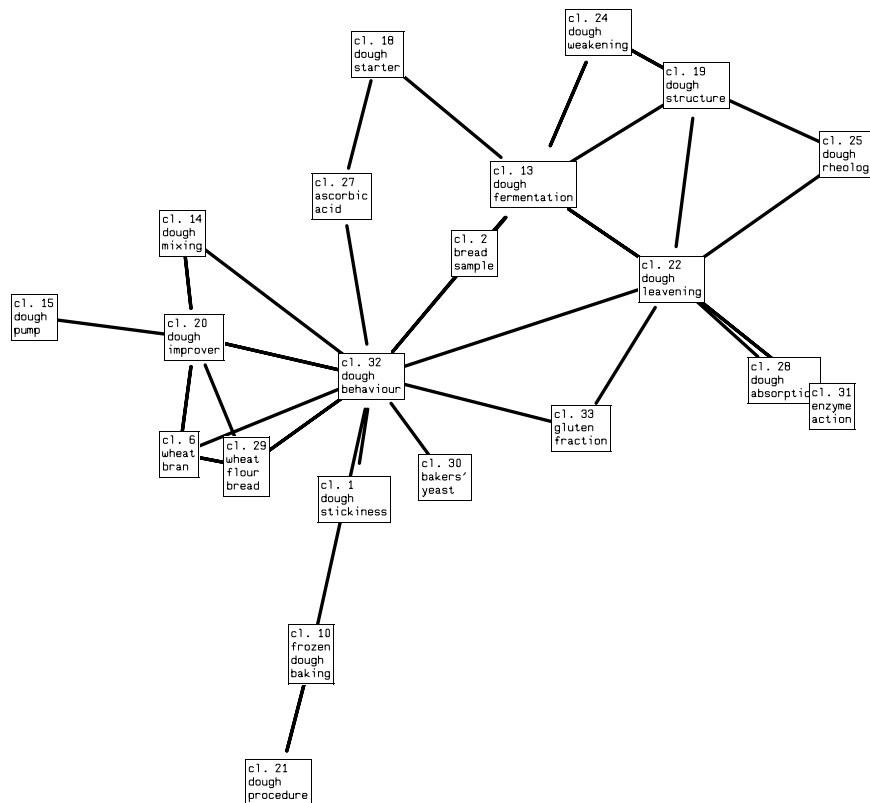 cl. 24
dough
weakening
cl. 18
dough
starter
cl. 19
dough
structure
cl. 25
dough
rheolog
cl. 13
dough
fermentation
cl. 27
ascorbic
acid
cl. 14
dough
mixing
cl. 2
bread
sample
cl. 22
dough
leavening
cl. 15
dough
pump
cl. 20
dough
improver
cl. 32
dough
behaviour
cl. 28
dough
absorptio
cl. 31
enzyme
action
cl. 33
gluten
fraction
cl. 6
wheat
bran
cl. 29
wheat
flour
bread
cl. 30
bakers'
yeast
cl. 1
dough
stickiness
cl. 10
frozen
dough
baking
cl. 21
dough
procedure